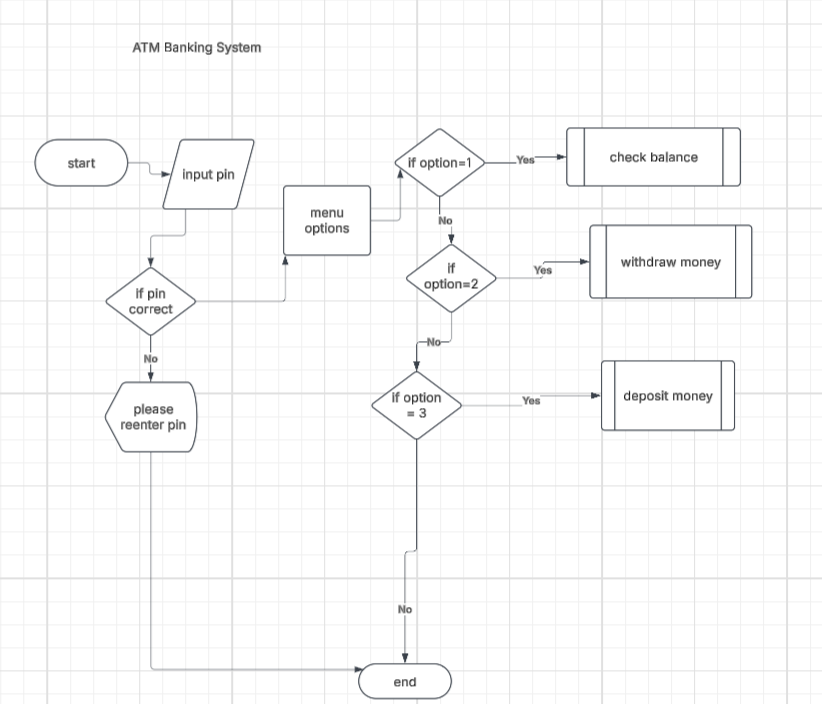 ATM Banking System
start
input pin
menu
options
if option=1
Yes
check balance
No
if
option=2
Yes
withdraw money
if pin
correct
No
No
please
reenter pin
if option
= 3
Yes
deposit money
No
end